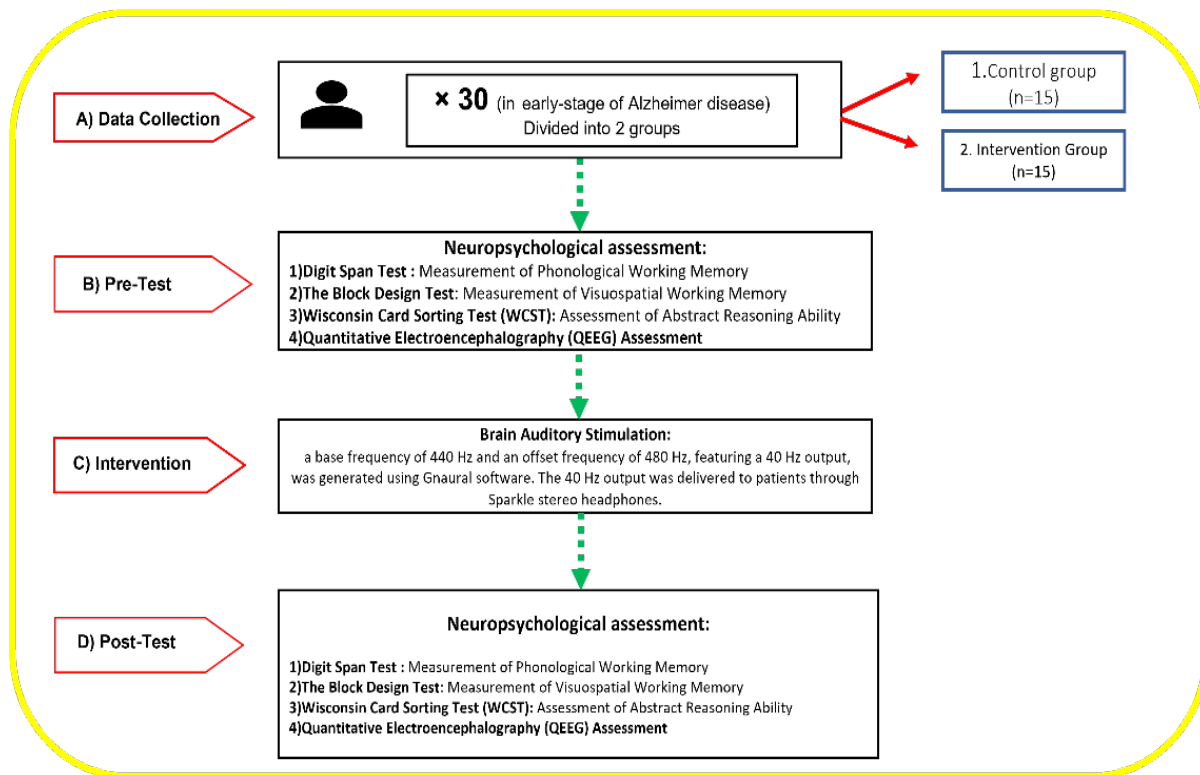 A) Data Collection
× 30 (in early-stage of Alzheimer disease)
Divided into 2 groups
1.Control group
(n=15)
2. Intervention Group
(n=15)
B) Pre-Test
Neuropsychological assessment:
1)Digit Span Test : Measurement of Phonological Working Memory
2)The Block Design Test: Measurement of Visuospatial Working Memory
3)Wisconsin Card Sorting Test (WCST): Assessment of Abstract Reasoning Ability
4)Quantitative Electroencephalography (QEEG) Assessment
C) Intervention
Brain Auditory Stimulation:
a base frequency of 440 Hz and an offset frequency of 480 Hz, featuring a 40 Hz output,
was generated using Gnaural software. The 40 Hz output was delivered to patients through
Sparkle stereo headphones.
D) Post-Test
Neuropsychological assessment:
1)Digit Span Test : Measurement of Phonological Working Memory
2)The Block Design Test: Measurement of Visuospatial Working Memory
3)Wisconsin Card Sorting Test (WCST): Assessment of Abstract Reasoning Ability
4)Quantitative Electroencephalography (QEEG) Assessment